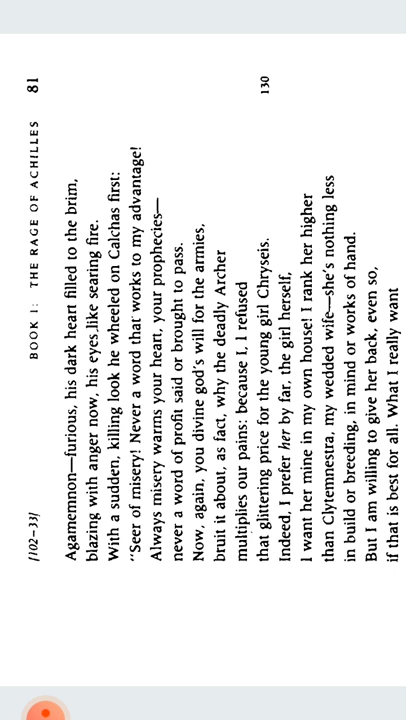 [102–33] BOOK 1: THE RAGE OF ACHILLES 81
Agamemnon—furious, his dark heart filled to the brim,
blazing with anger now, his eyes like searing fire.
With a sudden, killing look he wheeled on Calchas first:
"Seer of misery! Never a word that works to my advantage!
Always misery warms your heart, your prophecies—
never a word of profit said or brought to pass.
Now, again, you divine god's will for the armies,
bruit it about, as fact, why the deadly Archer
multiplies our pains: because I, I refused
that glittering price for the young girl Chryseis. 130
Indeed, I prefer her by far, the girl herself,
I want her mine in my own house! I rank her higher
than Clytemnestra, my wedded wife—she's nothing less
in build or breeding, in mind or works of hand.
But I am willing to give her back, even so,
if that is best for all. What I really want